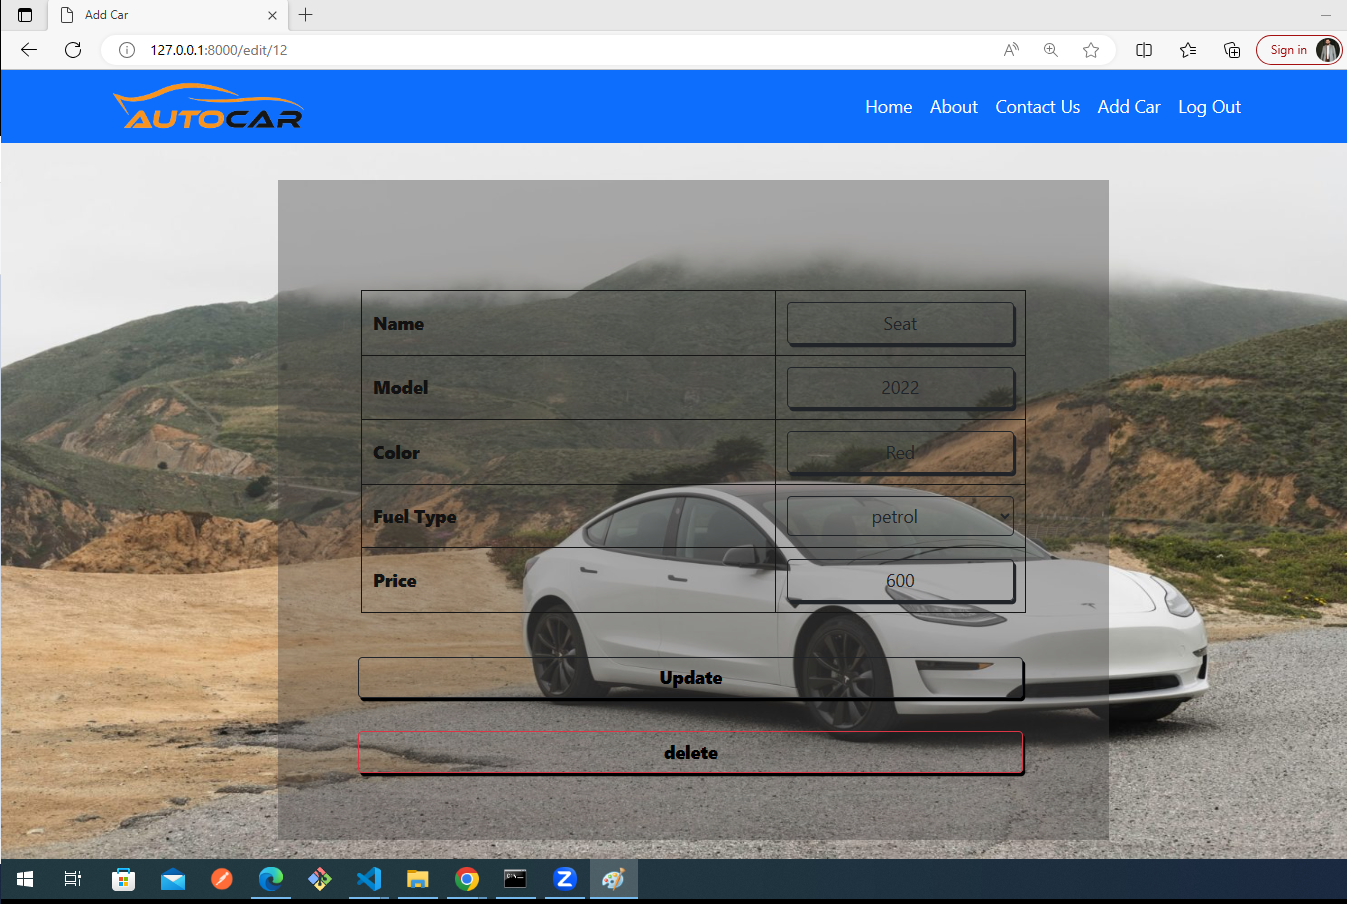 Add Car
127.0.0.1:8000/edit/12
Sign in
AUTOCAR
Home About Contact Us Add Car Log Out
Name Seat
Model 2022
Color Red
Fuel Type petrol
Price 600
Update
delete